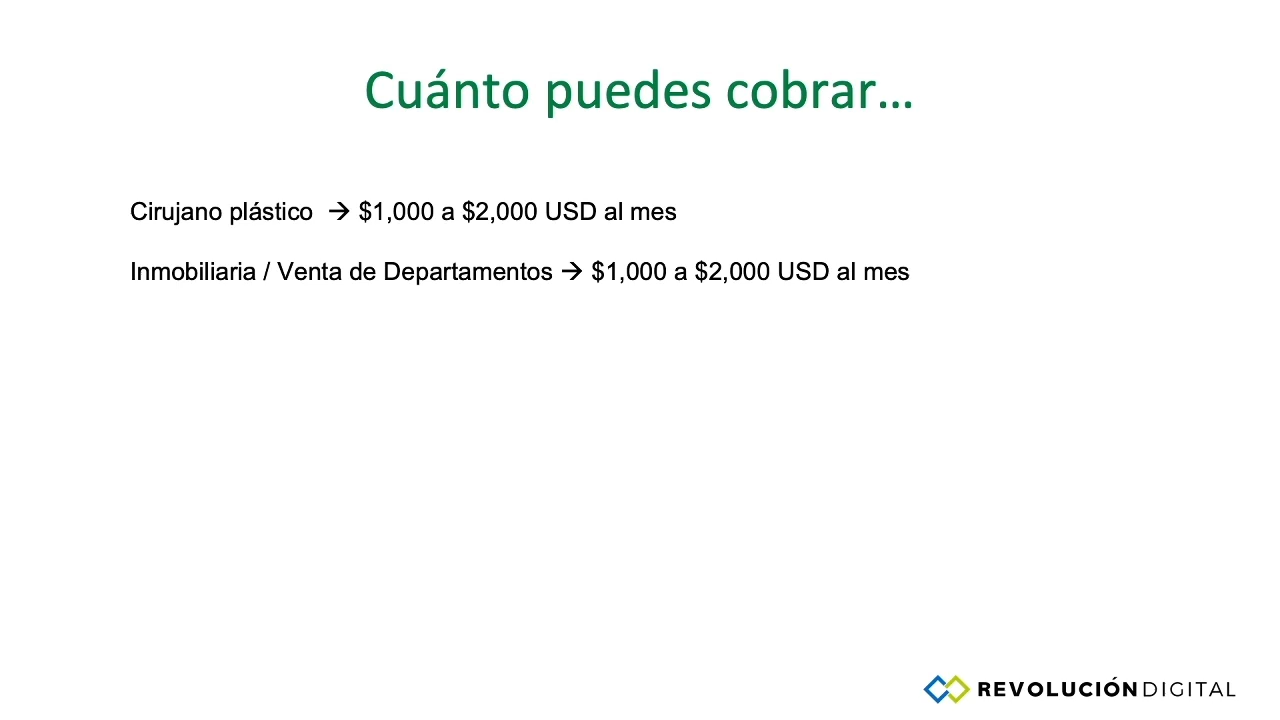 Cuánto puedes cobrar...
Cirujano plástico → $1,000 a $2,000 USD al mes
Inmobiliaria / Venta de Departamentos → $1,000 a $2,000 USD al mes
REVOLUCIÓN DIGITAL